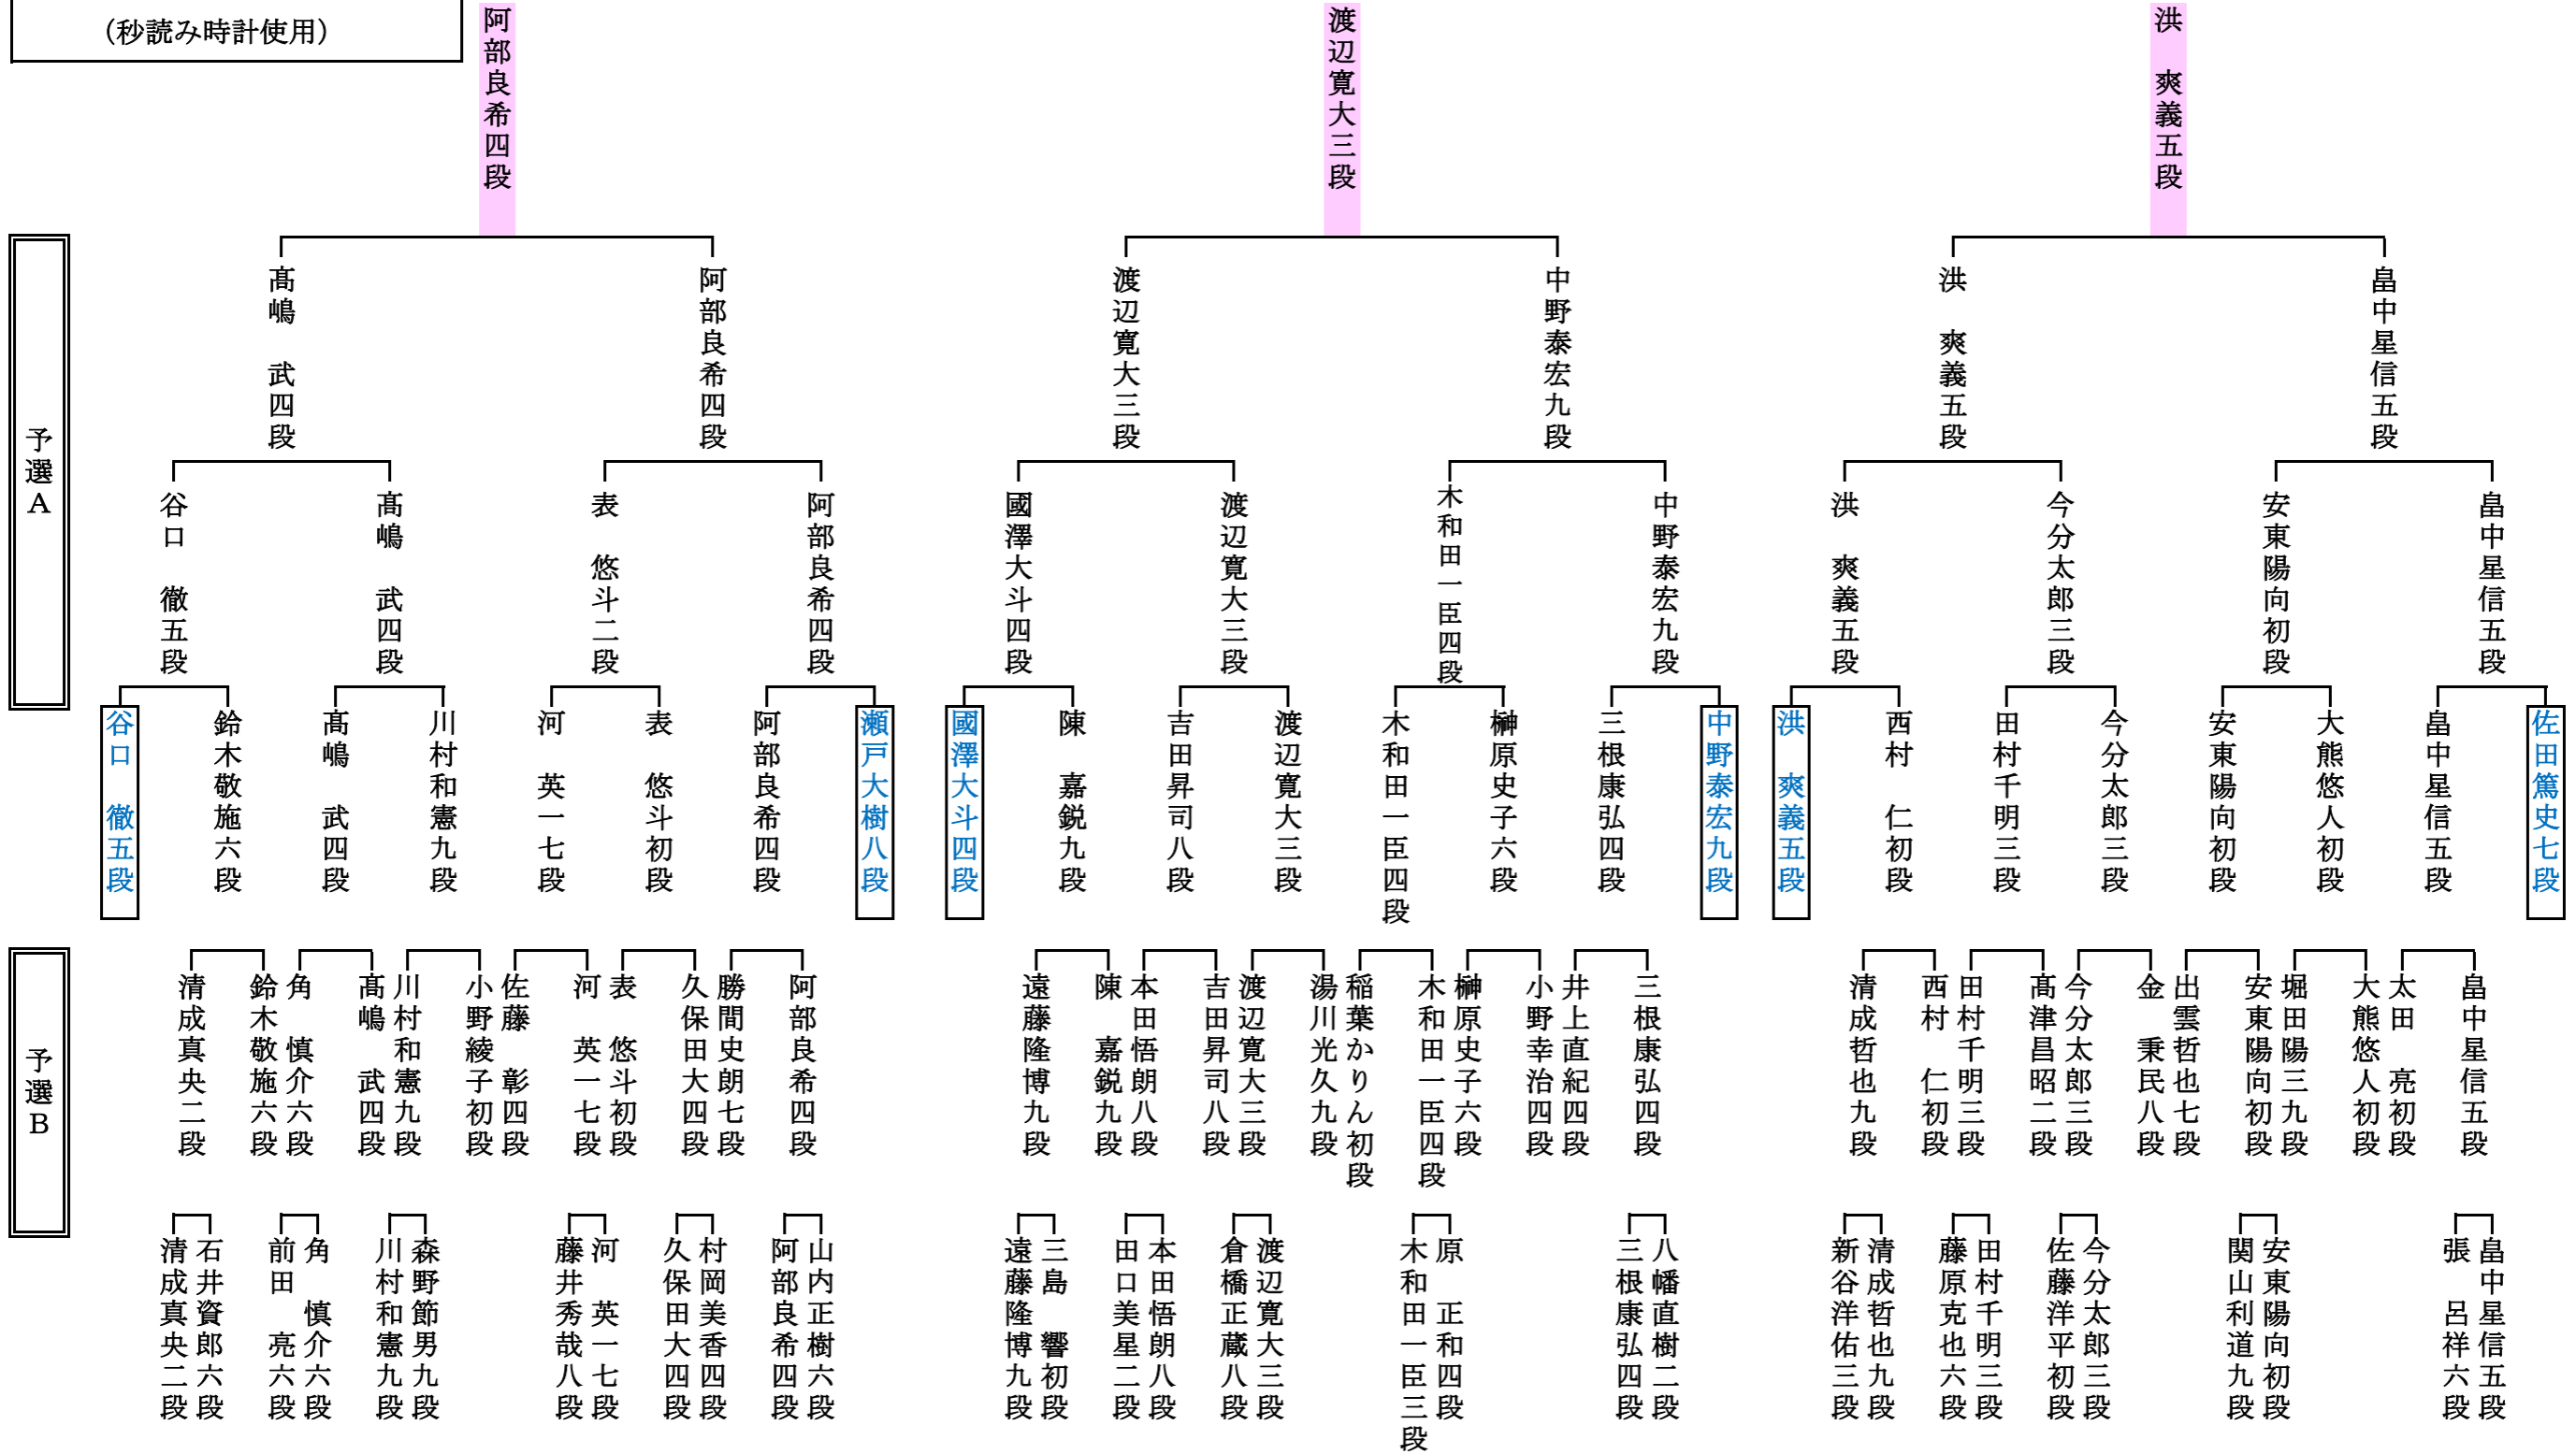 （秒読み時計使用）
阿部良希四段
渡辺寛大三段
洪　爽義五段
予選A
髙嶋　武四段
阿部良希四段
渡辺寛大三段
中野泰宏九段
洪　爽義五段
畠中星信五段
谷口　徹五段
髙嶋　武四段
表　悠斗二段
阿部良希四段
國澤大斗四段
渡辺寛大三段
木和田一臣四段
中野泰宏九段
洪　爽義五段
今分太郎三段
安東陽向初段
畠中星信五段
谷口　徹五段
鈴木敬施六段
髙嶋　武四段
川村和憲九段
河　英一七段
表　悠斗初段
阿部良希四段
瀬戸大樹八段
國澤大斗四段
陳　嘉鋭九段
吉田昇司八段
渡辺寛大三段
木和田一臣四段
榊原史子六段
三根康弘四段
中野泰宏九段
洪　爽義五段
西村　仁初段
田村千明三段
今分太郎三段
安東陽向初段
大熊悠人初段
畠中星信五段
佐田篤史七段
予選B
清成真央二段
鈴木敬施六段
角　慎介六段
髙嶋　武四段
川村和憲九段
小野綾子初段
佐藤　彰四段
河　英一七段
表　悠斗初段
久保田大四段
勝間史朗七段
阿部良希四段
遠藤隆博九段
陳　嘉鋭九段
本田悟朗八段
吉田昇司八段
渡辺寛大三段
湯川光久九段
稲葉かりん初段
木和田一臣四段
榊原史子六段
小野幸治四段
井上直紀四段
三根康弘四段
清成哲也九段
西村　仁初段
田村千明三段
髙津昌昭二段
今分太郎三段
金　秉民八段
出雲哲也七段
安東陽向初段
堀田陽三九段
大熊悠人初段
太田　亮初段
畠中星信五段
清成真央二段
石井資郎六段
前田　亮六段
角　慎介六段
川村和憲九段
森野節男九段
藤井秀哉八段
河　英一七段
久保田大四段
村岡美香四段
阿部良希四段
山内正樹六段
遠藤隆博九段
三島　響初段
田口美星二段
本田悟朗八段
倉橋正蔵八段
渡辺寛大三段
木和田一臣三段
原　正和四段
三根康弘四段
八幡直樹二段
新谷洋佑三段
清成哲也九段
藤原克也六段
田村千明三段
佐藤洋平初段
今分太郎三段
関山利道九段
安東陽向初段
張　呂祥六段
畠中星信五段